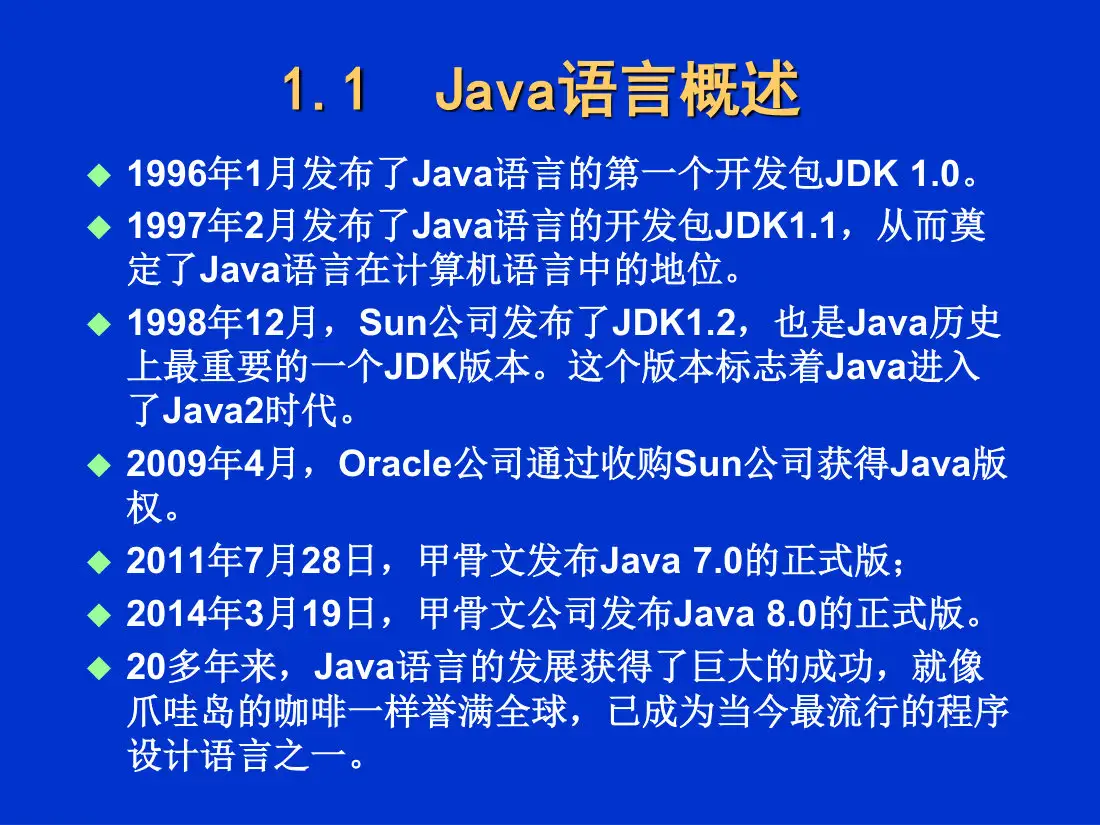 1.1 Java语言概述
1996年1月发布了Java语言的第一个开发包JDK 1.0。
1997年2月发布了Java语言的开发包JDK1.1，从而奠
定了Java语言在计算机语言中的地位。
1998年12月，Sun公司发布了JDK1.2，也是Java历史
上最重要的一个JDK版本。这个版本标志着Java进入
了Java2时代。
2009年4月，Oracle公司通过收购Sun公司获得Java版
权。
2011年7月28日，甲骨文发布Java 7.0的正式版；
2014年3月19日，甲骨文公司发布Java 8.0的正式版。
20多年来，Java语言的发展获得了巨大的成功，就像
爪哇岛的咖啡一样誉满全球，已成为当今最流行的程序
设计语言之一。